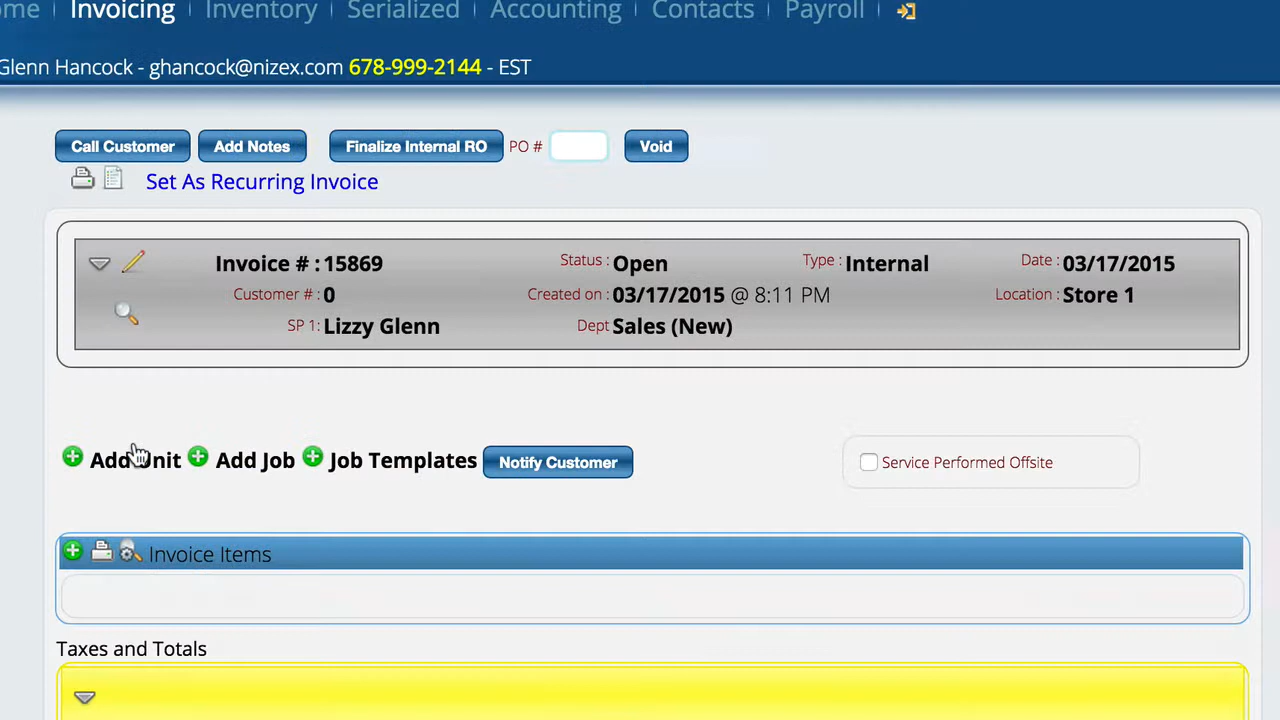 ome Invoicing Inventory Serialized Accounting Contacts Payroll
Glenn Hancock - ghancock@nizex.com 678-999-2144 - EST
Call Customer Add Notes Finalize Internal RO PO # Void
Set As Recurring Invoice
Invoice # : 15869 Status : Open Type : Internal Date : 03/17/2015
Customer # : 0 Created on : 03/17/2015 @ 8:11 PM Location : Store 1
SP 1: Lizzy Glenn Dept Sales (New)
Add Unit Add Job Job Templates Notify Customer Service Performed Offsite
Invoice Items
Taxes and Totals